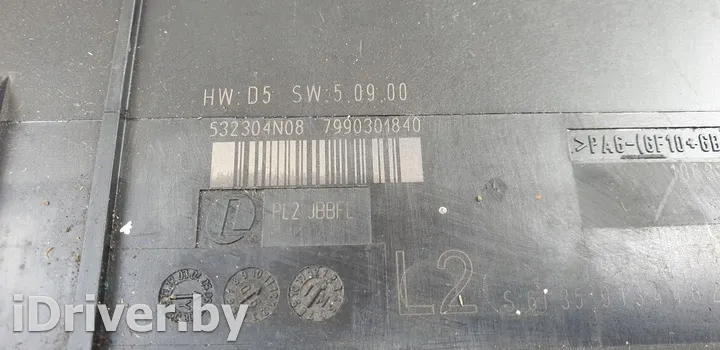 HW:D5 SW:5.09.00
532304N08 7990301840
>PA6-(GF10+GB
PL2 JBBFL
L2
iDriver.by